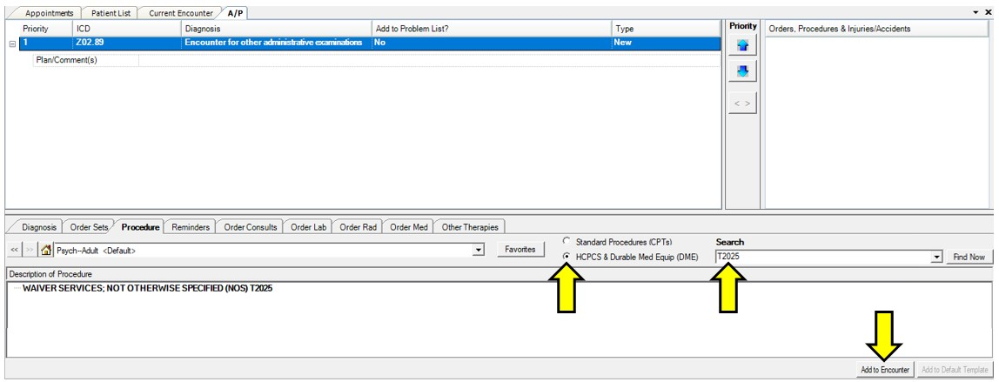 Appointments Patient List Current Encounter A/P
Priority ICD Diagnosis Add to Problem List? Type Priority Orders, Procedures & Injuries/Accidents
1 Z02.89 Encounter for other administrative examinations No New
Plan/Comment(s)
< >
Diagnosis Order Sets Procedure Reminders Order Consults Order Lab Order Rad Order Med Other Therapies
Standard Procedures (CPTs) Search
<< >> Psych--Adult <Default> Favorites HCPCS & Durable Med Equip (DME) T2025 Find Now
Description of Procedure
WAIVER SERVICES; NOT OTHERWISE SPECIFIED (NOS) T2025
Add to Encounter Add to Default Template